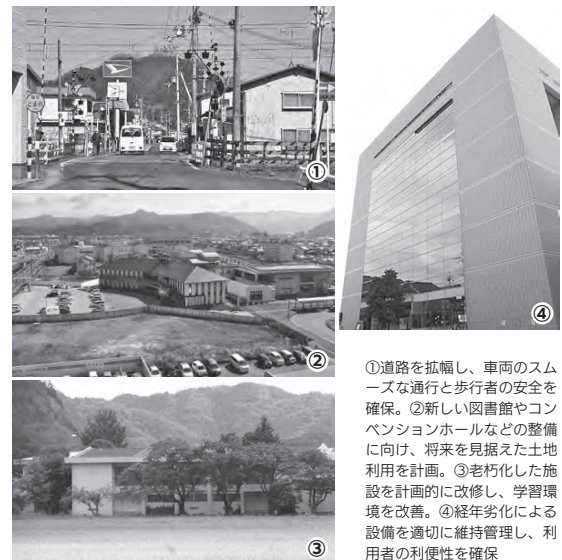 ①
②
③
④
①道路を拡幅し、車両のスム
ーズな通行と歩行者の安全を
確保。②新しい図書館やコン
ベンションホールなどの整備
に向け、将来を見据えた土地
利用を計画。③老朽化した施
設を計画的に改修し、学習環
境を改善。④経年劣化による
設備を適切に維持管理し、利
用者の利便性を確保